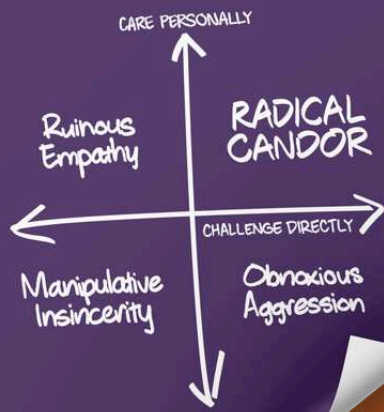 CARE PERSONALLY
Ruinous
Empathy
RADICAL
CANDOR
CHALLENGE DIRECTLY
Manipulative
Insincerity
Obnoxious
Aggression